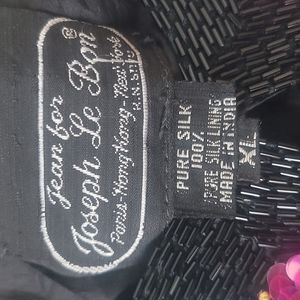 Jean for
Joseph Le Bon®
Paris-Hong Kong-New York
PURE SILK
100%
PURE SILK LINING
MADE IN INDIA
XL